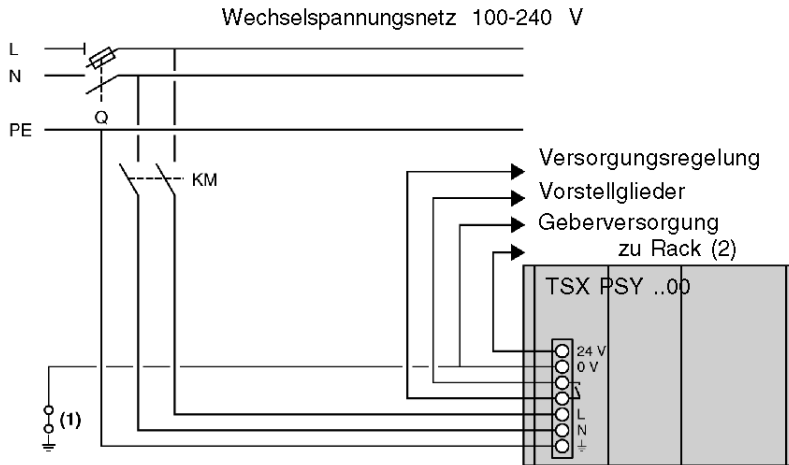 Wechselspannungsnetz 100-240 V
L
N
Q
PE
KM
Versorgungsregelung
Vorstellglieder
Geberversorgung
zu Rack (2)
TSX PSY ..00
24 V
0 V
L
N
(1)